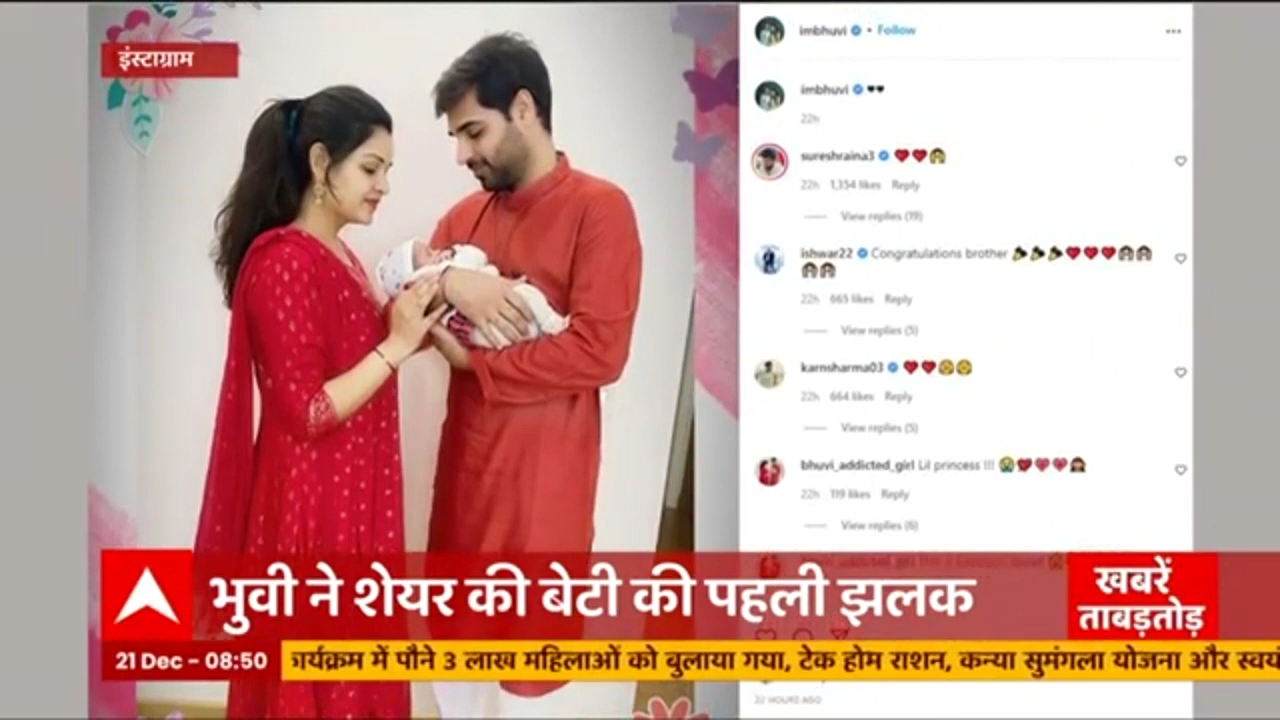 इंस्टाग्राम
imbhuvi • Follow
imbhuvi
22h
sureshraina3
22h 1,354 likes Reply
View replies (19)
ishwar22 Congratulations brother
22h 665 likes Reply
View replies (5)
karnsharma03
22h 664 likes Reply
View replies (5)
bhuvi_addicted_girl Lil princess !!!
22h 119 likes Reply
View replies (6)
भुवी ने शेयर की बेटी की पहली झलक
खबरें
ताबड़तोड़
21 Dec - 08:50
ार्यक्रम में पौने 3 लाख महिलाओं को बुलाया गया, टेक होम राशन, कन्या सुमंगला योजना और स्वयं
22 HOURS AGO